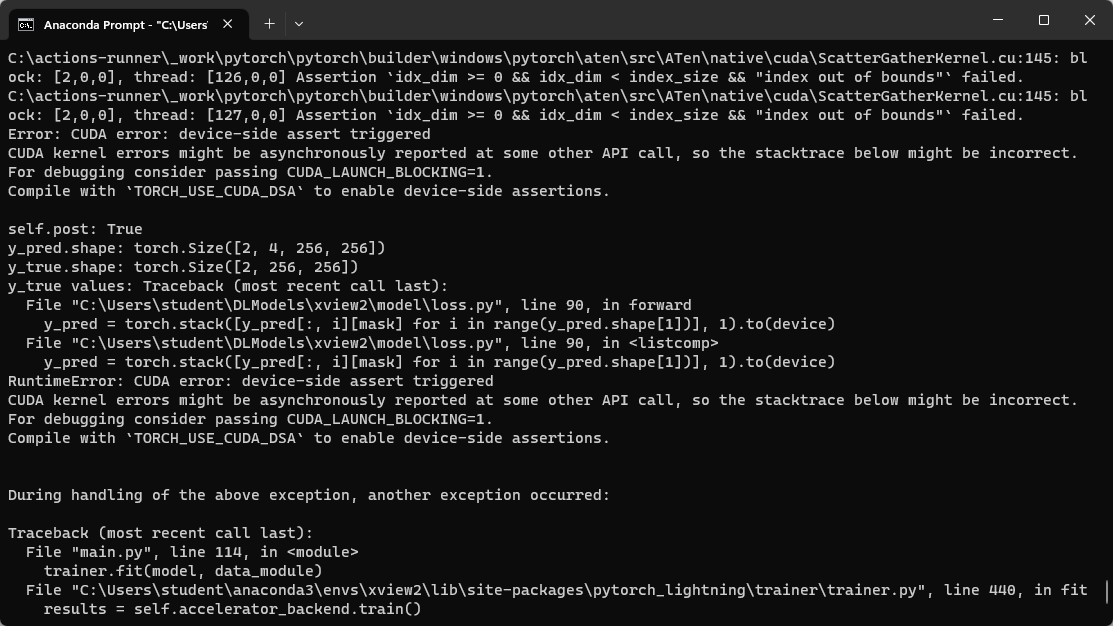 Anaconda Prompt - "C:\Users'
C:\actions-runner\_work\pytorch\pytorch\builder\windows\pytorch\aten\src\ATen\native\cuda\ScatterGatherKernel.cu:145: bl
ock: [2,0,0], thread: [126,0,0] Assertion `idx_dim >= 0 && idx_dim < index_size && "index out of bounds"` failed.
C:\actions-runner\_work\pytorch\pytorch\builder\windows\pytorch\aten\src\ATen\native\cuda\ScatterGatherKernel.cu:145: bl
ock: [2,0,0], thread: [127,0,0] Assertion `idx_dim >= 0 && idx_dim < index_size && "index out of bounds"` failed.
Error: CUDA error: device-side assert triggered
CUDA kernel errors might be asynchronously reported at some other API call, so the stacktrace below might be incorrect.
For debugging consider passing CUDA_LAUNCH_BLOCKING=1.
Compile with `TORCH_USE_CUDA_DSA` to enable device-side assertions.
self.post: True
y_pred.shape: torch.Size([2, 4, 256, 256])
y_true.shape: torch.Size([2, 256, 256])
y_true values: Traceback (most recent call last):
  File "C:\Users\student\DLModels\xview2\model\loss.py", line 90, in forward
    y_pred = torch.stack([y_pred[:, i][mask] for i in range(y_pred.shape[1])], 1).to(device)
  File "C:\Users\student\DLModels\xview2\model\loss.py", line 90, in <listcomp>
    y_pred = torch.stack([y_pred[:, i][mask] for i in range(y_pred.shape[1])], 1).to(device)
RuntimeError: CUDA error: device-side assert triggered
CUDA kernel errors might be asynchronously reported at some other API call, so the stacktrace below might be incorrect.
For debugging consider passing CUDA_LAUNCH_BLOCKING=1.
Compile with `TORCH_USE_CUDA_DSA` to enable device-side assertions.
During handling of the above exception, another exception occurred:
Traceback (most recent call last):
  File "main.py", line 114, in <module>
    trainer.fit(model, data_module)
  File "C:\Users\student\anaconda3\envs\xview2\lib\site-packages\pytorch_lightning\trainer\trainer.py", line 440, in fit
    results = self.accelerator_backend.train()